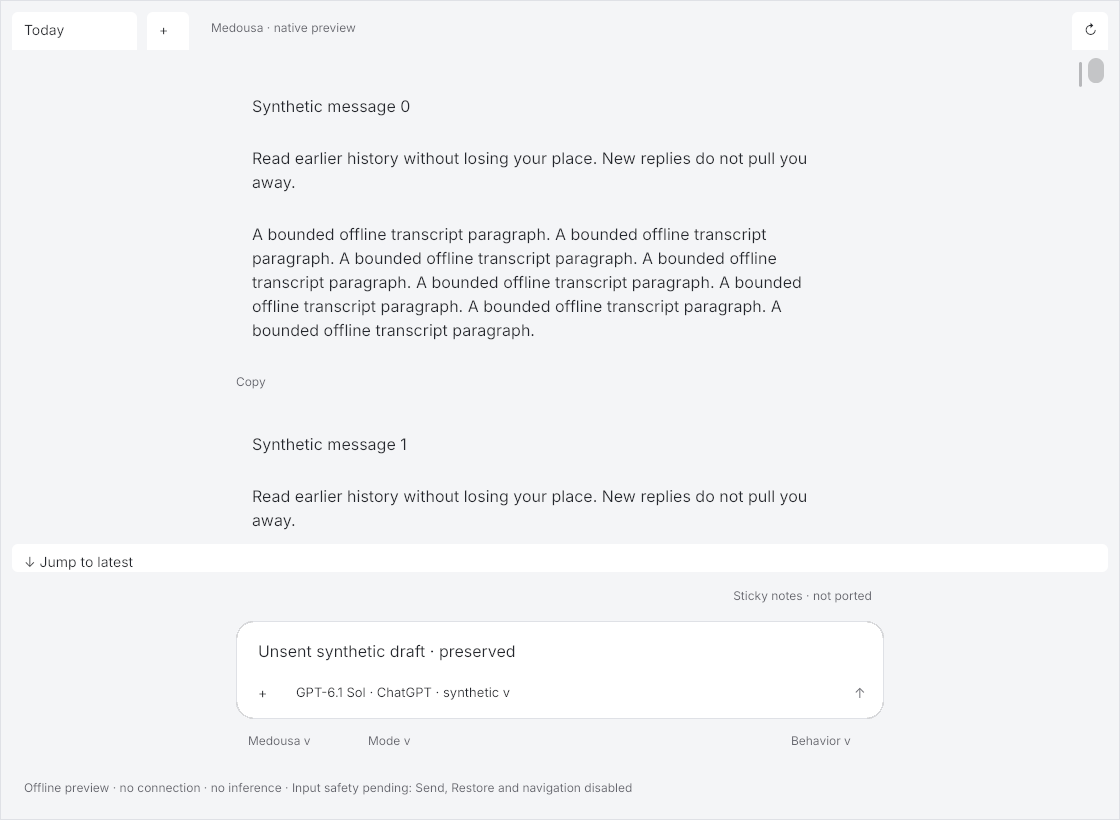 Today + Medousa · native preview ↻
Synthetic message 0
Read earlier history without losing your place. New replies do not pull you
away.
A bounded offline transcript paragraph. A bounded offline transcript
paragraph. A bounded offline transcript paragraph. A bounded offline
transcript paragraph. A bounded offline transcript paragraph. A bounded
offline transcript paragraph. A bounded offline transcript paragraph. A
bounded offline transcript paragraph.
Copy
Synthetic message 1
Read earlier history without losing your place. New replies do not pull you
away.
↓ Jump to latest
Sticky notes · not ported
Unsent synthetic draft · preserved
+ GPT-6.1 Sol · ChatGPT · synthetic v ↑
Medousa v Mode v Behavior v
Offline preview · no connection · no inference · Input safety pending: Send, Restore and navigation disabled